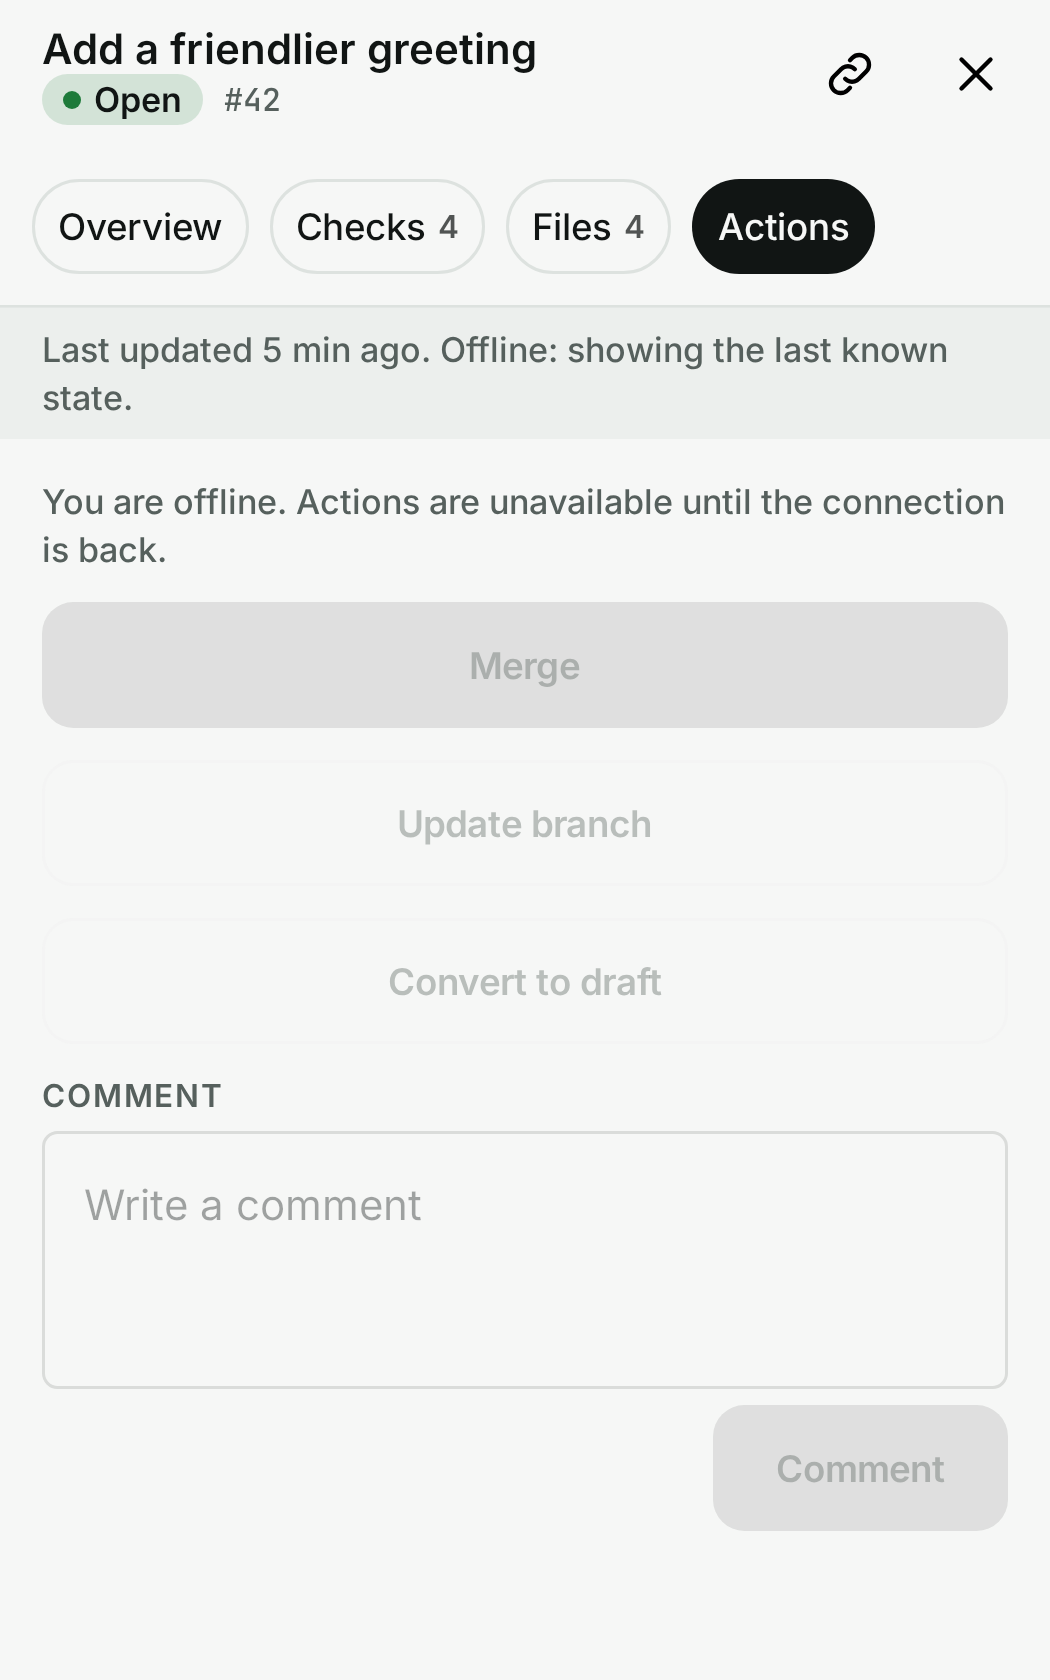 Add a friendlier greeting
Open #42
Overview Checks 4 Files 4 Actions
Last updated 5 min ago. Offline: showing the last known
state.
You are offline. Actions are unavailable until the connection
is back.
Merge
Update branch
Convert to draft
COMMENT
Write a comment
Comment